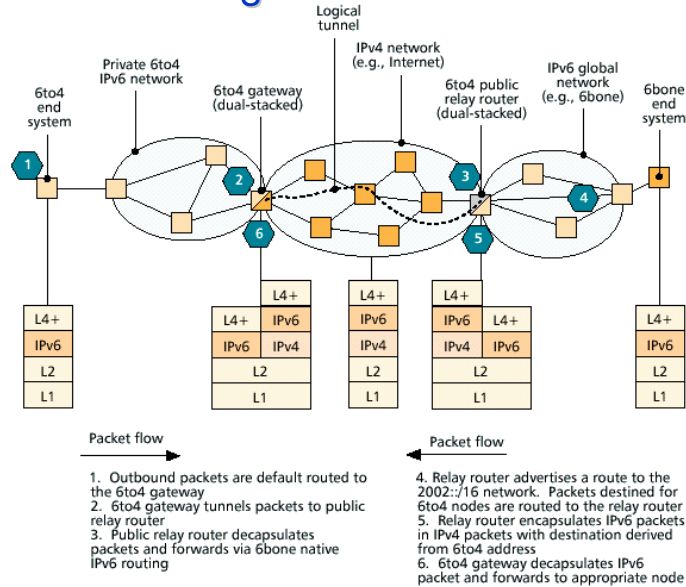 Logical
tunnel
IPv4 network
(e.g., Internet)
Private 6to4
IPv6 network
6to4
end
system
6to4 gateway
(dual-stacked)
6to4 public
relay router
(dual-stacked)
IPv6 global
network
(e.g., 6bone)
6bone
end
system
1
2
3
4
5
6
L4+
IPv6
L2
L1
L4+
L4+ IPv6
IPv6 IPv4
L2
L1
L4+
IPv6
IPv4
L2
L1
L4+
IPv6 L4+
IPv4 IPv6
L2
L1
L4+
IPv6
L2
L1
Packet flow
1. Outbound packets are default routed to
the 6to4 gateway
2. 6to4 gateway tunnels packets to public
relay router
3. Public relay router decapsulates
packets and forwards via 6bone native
IPv6 routing
Packet flow
4. Relay router advertises a route to the
2002::/16 network. Packets destined for
6to4 nodes are routed to the relay router
5. Relay router encapsulates IPv6 packets
in IPv4 packets with destination derived
from 6to4 address
6. 6to4 gateway decapsulates IPv6
packet and forwards to appropriate node